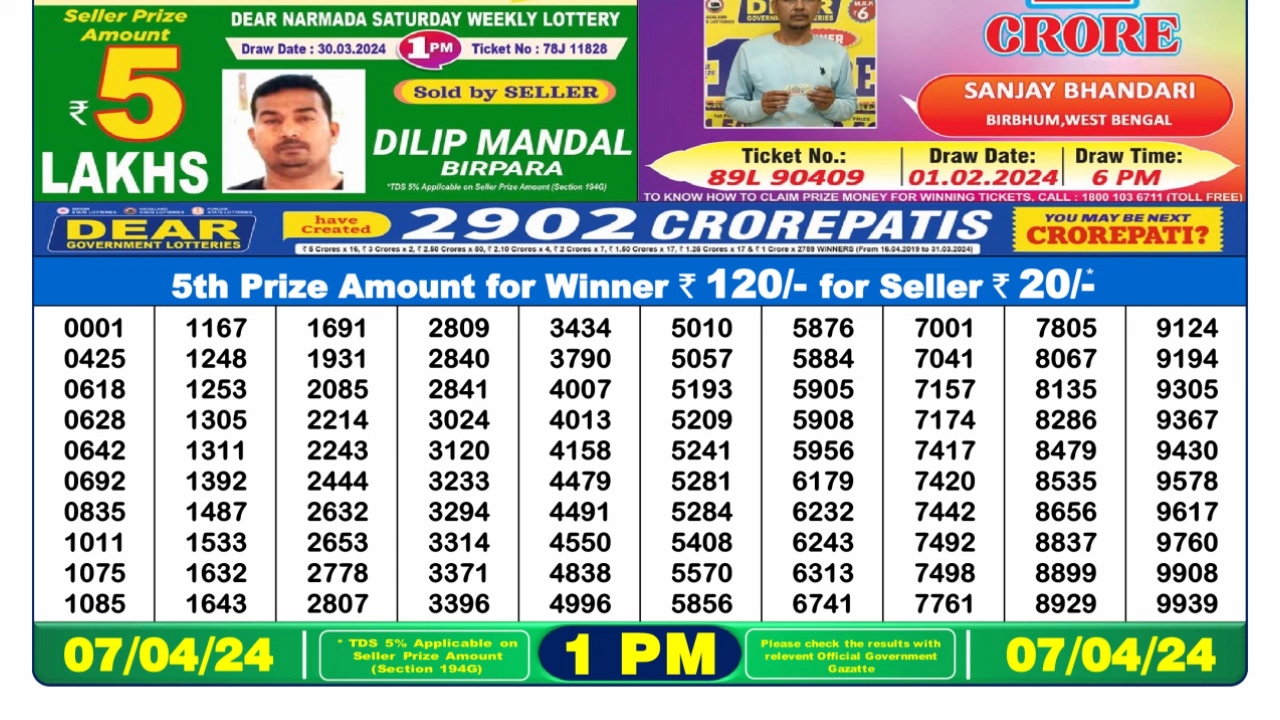 Seller Prize
Amount
₹ 5
LAKHS
DEAR NARMADA SATURDAY WEEKLY LOTTERY
Draw Date : 30.03.2024 1PM Ticket No : 78J 11828
Sold by SELLER
DILIP MANDAL
BIRPARA
*TDS 5% Applicable on Seller Prize Amount (Section 194G)
CRORE
SANJAY BHANDARI
BIRBHUM,WEST BENGAL
Ticket No.: Draw Date: Draw Time:
89L 90409 01.02.2024 6 PM
TO KNOW HOW TO CLAIM PRIZE MONEY FOR WINNING TICKETS, CALL : 1800 103 6711 (TOLL FREE)
DEAR
GOVERNMENT LOTTERIES
have
Created
2902 CROREPATIS
₹ 5 Crores x 16, ₹ 3 Crores x 2, ₹ 2.50 Crores x 50, ₹ 2.10 Crores x 4, ₹ 2 Crores x 7, ₹ 1.50 Crores x 17, ₹ 1.25 Crores x 17 & ₹ 1 Crore x 2789 WINNERS (From 16.04.2019 to 31.03.2024)
YOU MAY BE NEXT
CROREPATI?
5th Prize Amount for Winner ₹ 120/- for Seller ₹ 20/-*
0001 1167 1691 2809 3434 5010 5876 7001 7805 9124
0425 1248 1931 2840 3790 5057 5884 7041 8067 9194
0618 1253 2085 2841 4007 5193 5905 7157 8135 9305
0628 1305 2214 3024 4013 5209 5908 7174 8286 9367
0642 1311 2243 3120 4158 5241 5956 7417 8479 9430
0692 1392 2444 3233 4479 5281 6179 7420 8535 9578
0835 1487 2632 3294 4491 5284 6232 7442 8656 9617
1011 1533 2653 3314 4550 5408 6243 7492 8837 9760
1075 1632 2778 3371 4838 5570 6313 7498 8899 9908
1085 1643 2807 3396 4996 5856 6741 7761 8929 9939
07/04/24
* TDS 5% Applicable on
Seller Prize Amount
(Section 194G)
1 PM
Please check the results with
relevent Official Government
Gazatte
07/04/24